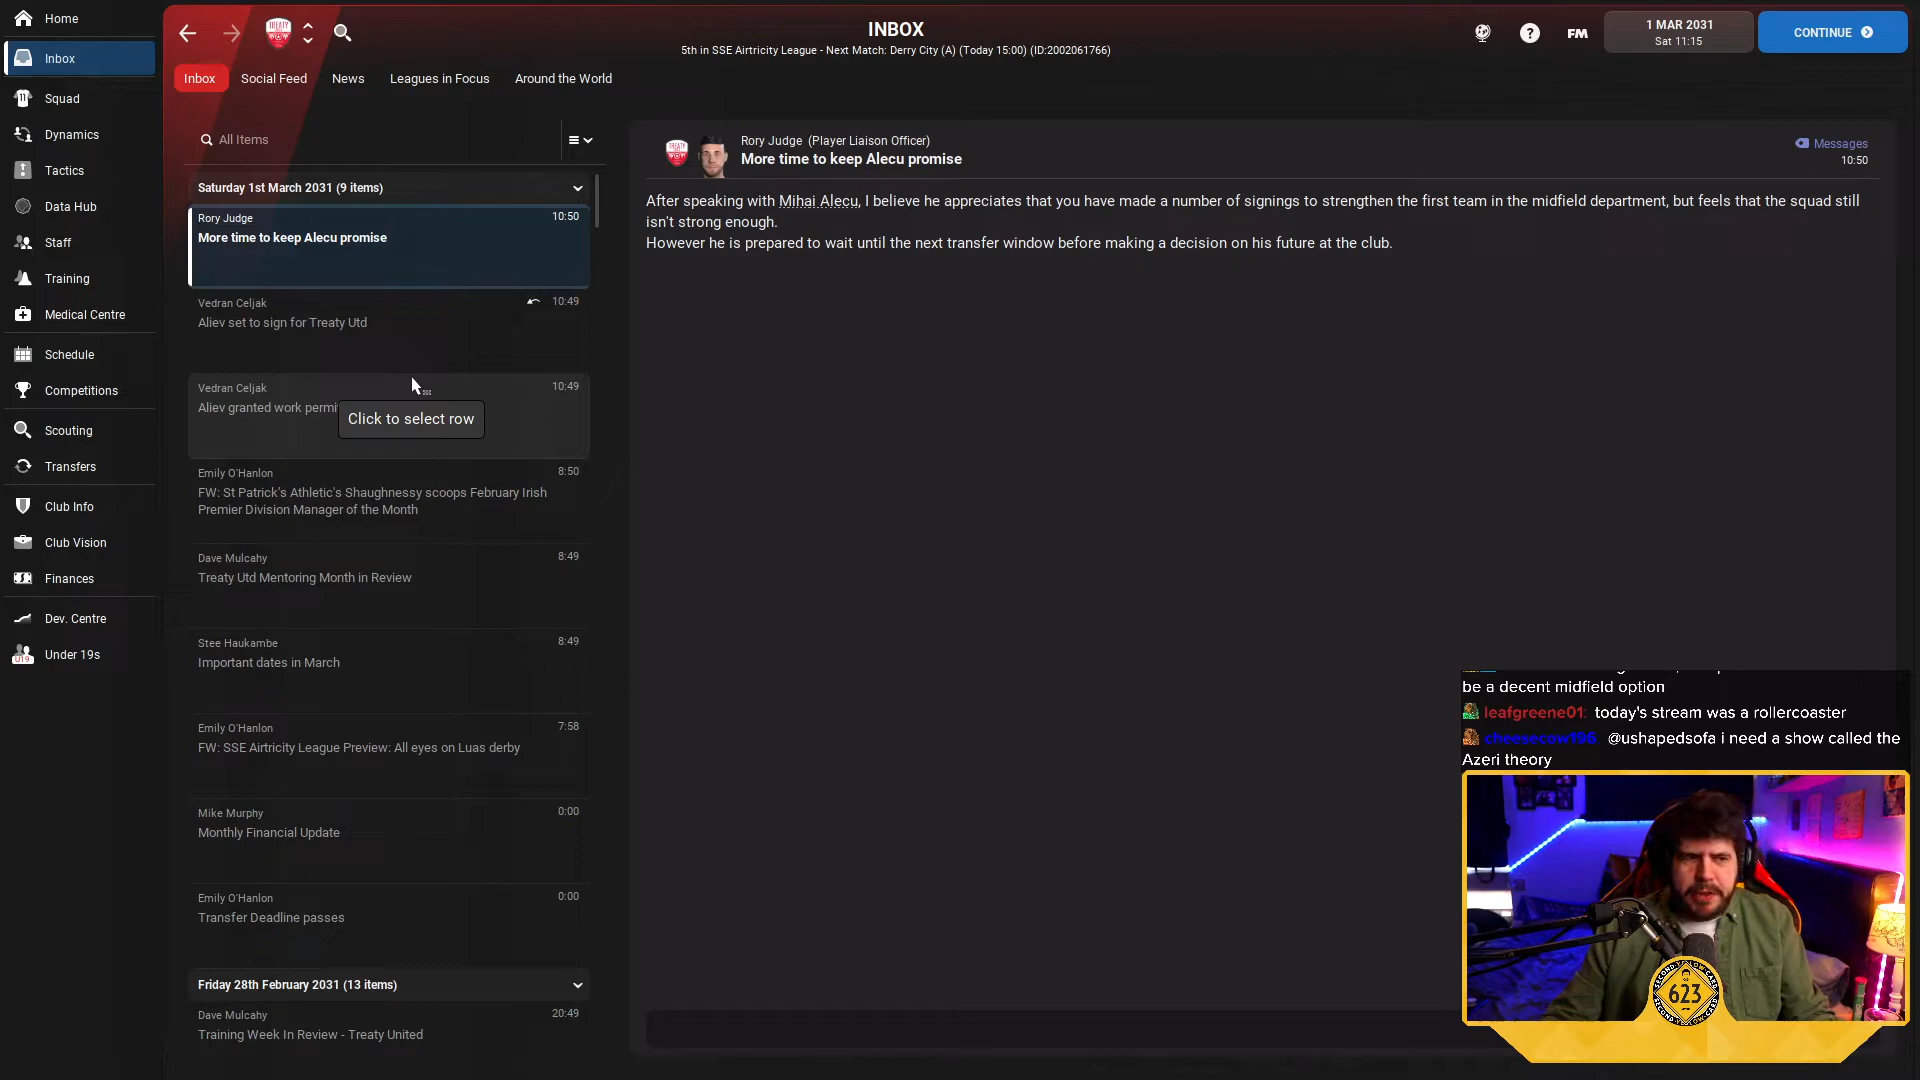 Home
Inbox
Squad
Dynamics
Tactics
Data Hub
Staff
Training
Medical Centre
Schedule
Competitions
Scouting
Transfers
Club Info
Club Vision
Finances
Dev. Centre
Under 19s
U19
TREATY
INBOX
5th in SSE Airtricity League - Next Match: Derry City (A) (Today 15:00) (ID:2002061766)
?
FM
1 MAR 2031
Sat 11:15
CONTINUE
Inbox
Social Feed
News
Leagues in Focus
Around the World
All Items
Saturday 1st March 2031 (9 items)
Rory Judge
10:50
More time to keep Alecu promise
Vedran Celjak
10:49
Aliev set to sign for Treaty Utd
Vedran Celjak
10:49
Aliev granted work permi
Click to select row
Emily O'Hanlon
8:50
FW: St Patrick's Athletic's Shaughnessy scoops February Irish
Premier Division Manager of the Month
Dave Mulcahy
8:49
Treaty Utd Mentoring Month in Review
Stee Haukambe
8:49
Important dates in March
Emily O'Hanlon
7:58
FW: SSE Airtricity League Preview: All eyes on Luas derby
Mike Murphy
0:00
Monthly Financial Update
Emily O'Hanlon
0:00
Transfer Deadline passes
Friday 28th February 2031 (13 items)
Dave Mulcahy
20:49
Training Week In Review - Treaty United
TREATY
Rory Judge (Player Liaison Officer)
More time to keep Alecu promise
Messages
10:50
After speaking with Mihai Alecu, I believe he appreciates that you have made a number of signings to strengthen the first team in the midfield department, but feels that the squad still
isn't strong enough.
However he is prepared to wait until the next transfer window before making a decision on his future at the club.
be a decent midfield option
leafgreene01: today's stream was a rollercoaster
cheesecow196: @ushapedsofa i need a show called the
Azeri theory
SECOND YELLOW CARD
623